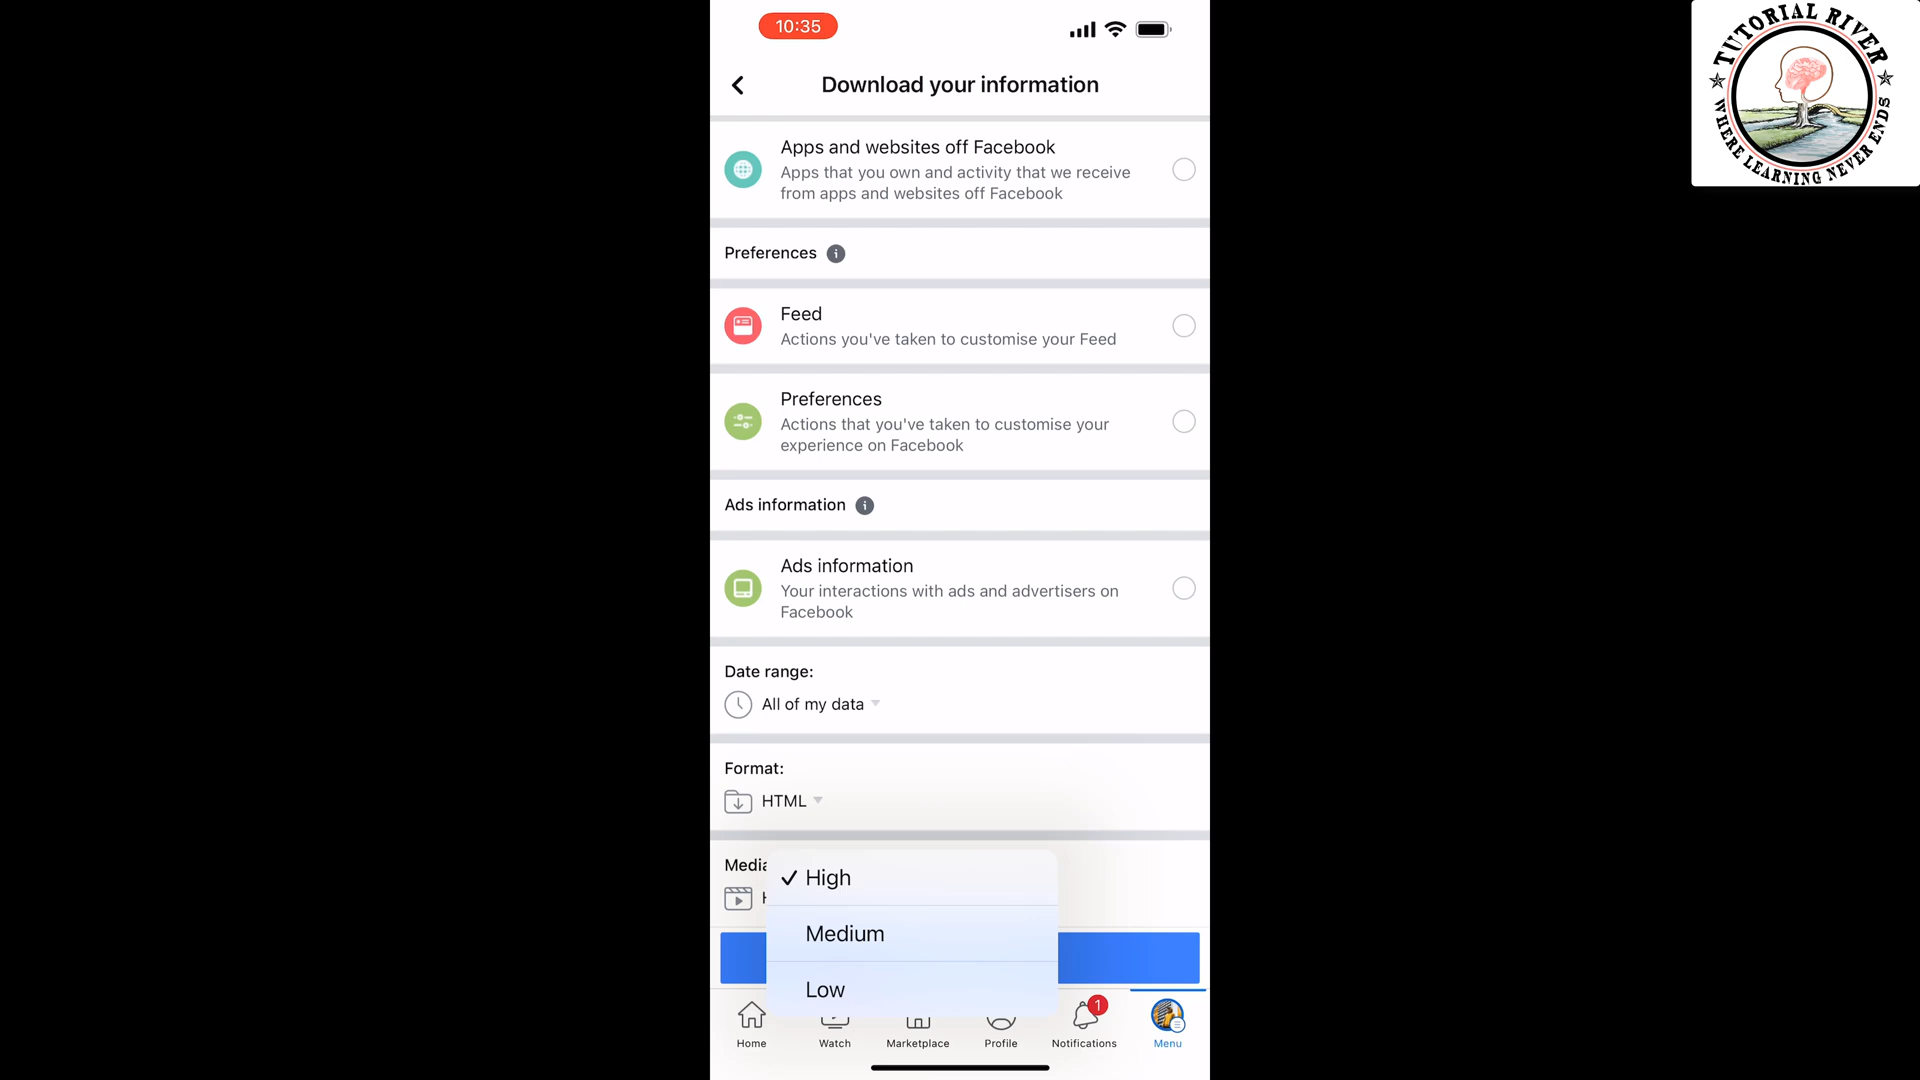 10:35
TUTORIAL RIVER
WHERE LEARNING NEVER ENDS
Download your information
Apps and websites off Facebook
Apps that you own and activity that we receive
from apps and websites off Facebook
Preferences
Feed
Actions you've taken to customise your Feed
Preferences
Actions that you've taken to customise your
experience on Facebook
Ads information
Ads information
Your interactions with ads and advertisers on
Facebook
Date range:
All of my data
Format:
HTML
Media
High
Medium
Low
1
Home
Watch
Marketplace
Profile
Notifications
Menu